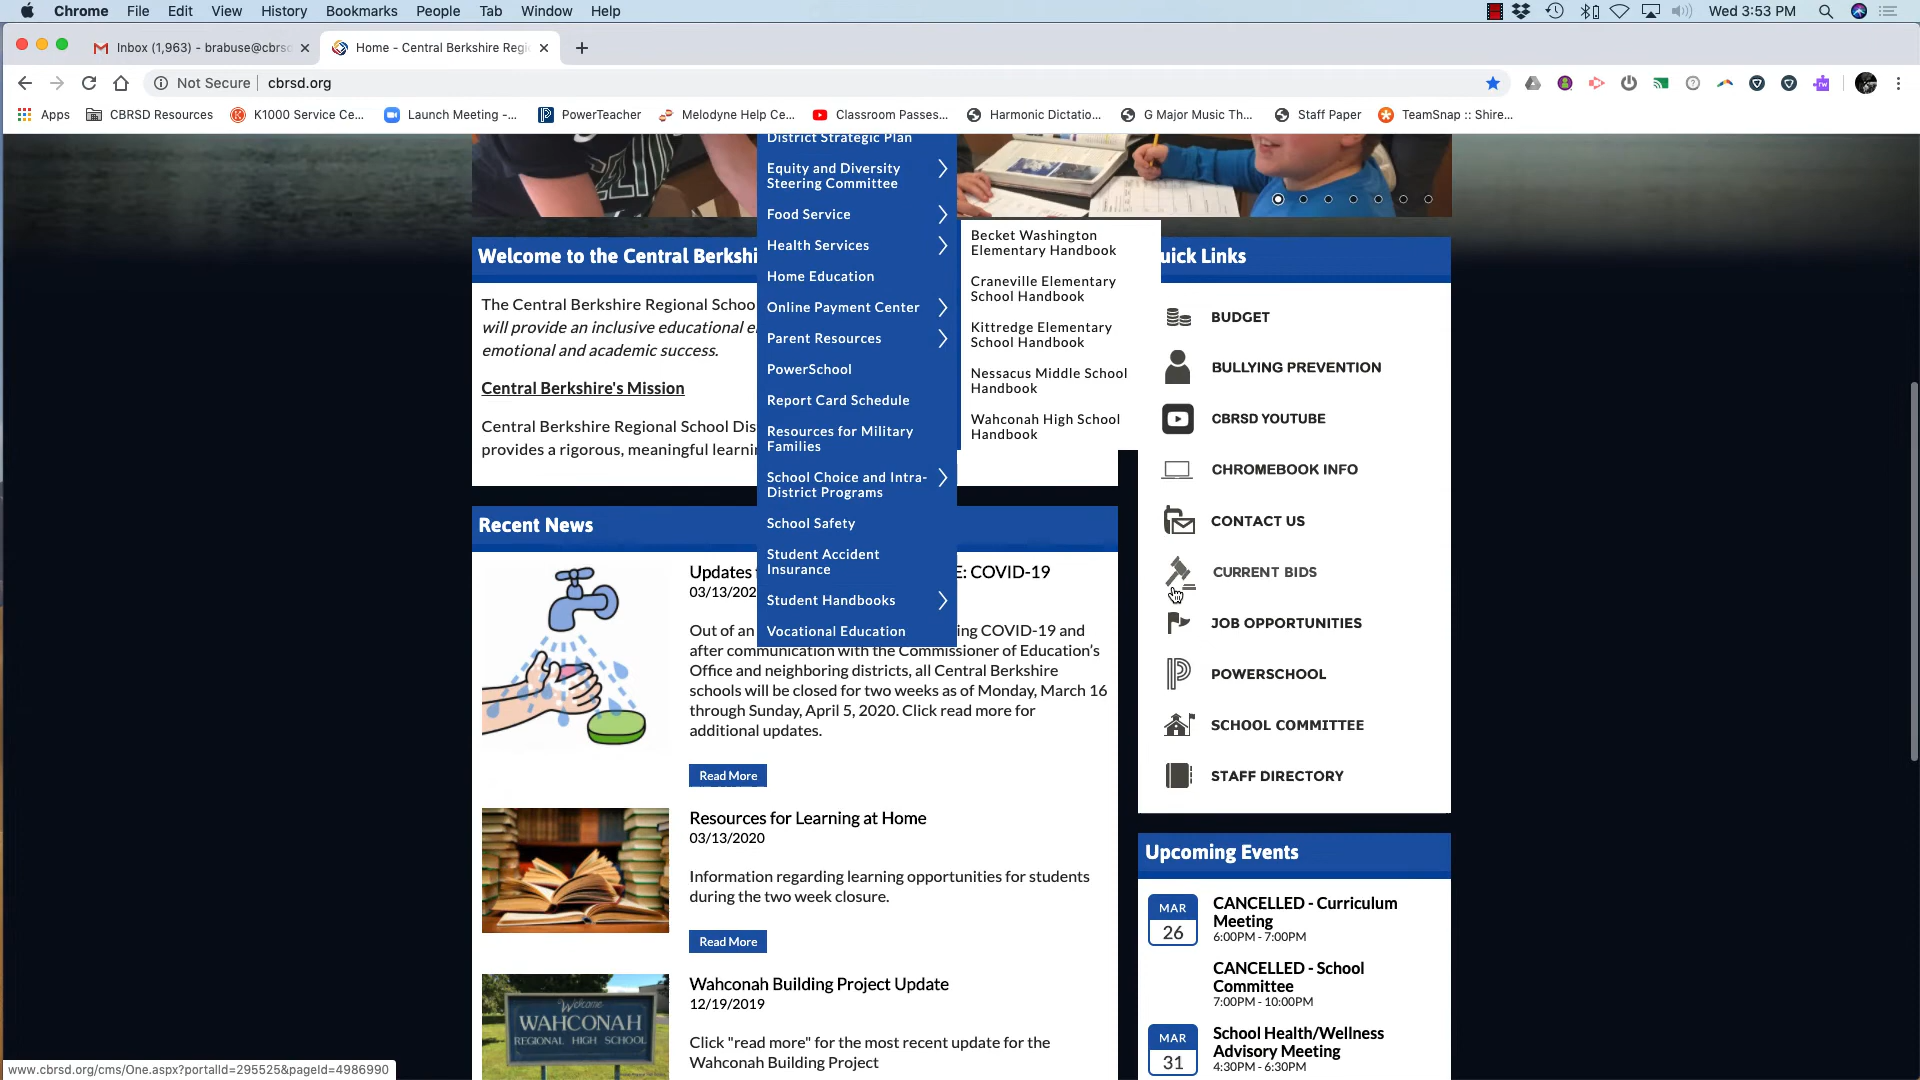 Chrome File Edit View History Bookmarks People Tab Window Help Wed 3:53 PM
Inbox (1,963) - brabuse@cbrsd Home - Central Berkshire Regi
Not Secure cbrsd.org
Apps CBRSD Resources K1000 Service Ce... Launch Meeting -... PowerTeacher Melodyne Help Ce... Classroom Passes... Harmonic Dictatio... G Major Music Th... Staff Paper TeamSnap :: Shire...
District Strategic Plan
Equity and Diversity
Steering Committee
Food Service
Health Services
Home Education
Online Payment Center
Parent Resources
PowerSchool
Report Card Schedule
Resources for Military
Families
School Choice and Intra-
District Programs
School Safety
Student Accident
Insurance
Student Handbooks
Vocational Education
Becket Washington
Elementary Handbook
Craneville Elementary
School Handbook
Kittredge Elementary
School Handbook
Nessacus Middle School
Handbook
Wahconah High School
Handbook
Welcome to the Central Berkshi
The Central Berkshire Regional Schoo
will provide an inclusive educational e
emotional and academic success.
Central Berkshire's Mission
Central Berkshire Regional School Dis
provides a rigorous, meaningful learni
Recent News
Updates E: COVID-19
03/13/202
Out of an ing COVID-19 and
after communication with the Commissioner of Education's
Office and neighboring districts, all Central Berkshire
schools will be closed for two weeks as of Monday, March 16
through Sunday, April 5, 2020. Click read more for
additional updates.
Read More
Resources for Learning at Home
03/13/2020
Information regarding learning opportunities for students
during the two week closure.
Read More
Wahconah Building Project Update
12/19/2019
Click "read more" for the most recent update for the
Wahconah Building Project
Welcome
WAHCONAH
REGIONAL HIGH SCHOOL
uick Links
BUDGET
BULLYING PREVENTION
CBRSD YOUTUBE
CHROMEBOOK INFO
CONTACT US
CURRENT BIDS
JOB OPPORTUNITIES
POWERSCHOOL
SCHOOL COMMITTEE
STAFF DIRECTORY
Upcoming Events
MAR
26
CANCELLED - Curriculum
Meeting
6:00PM - 7:00PM
CANCELLED - School
Committee
7:00PM - 10:00PM
MAR
31
School Health/Wellness
Advisory Meeting
4:30PM - 6:30PM
www.cbrsd.org/cms/One.aspx?portalId=295525&pageId=4986990